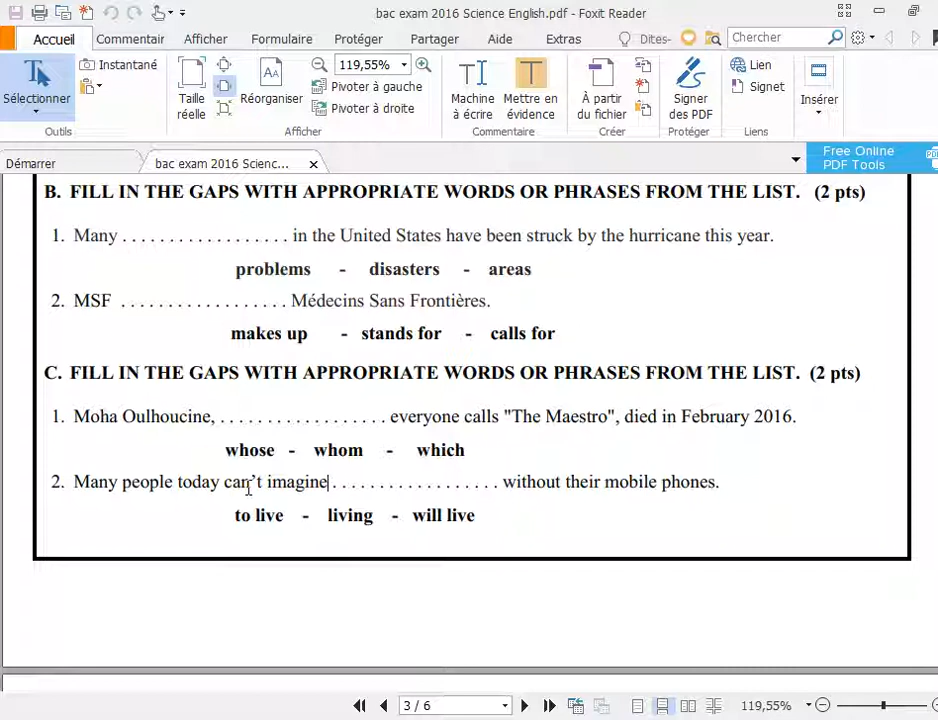 bac exam 2016 Science English.pdf - Foxit Reader
Accueil Commentair Afficher Formulaire Protéger Partager Aide Extras Dites- Chercher
Sélectionner
Instantané
Taille réelle
Réorganiser
119,55%
Pivoter à gauche
Pivoter à droite
Machine à écrire
Mettre en évidence
À partir du fichier
Signer des PDF
Lien
Signet
Insérer
Outils Afficher Commentaire Créer Protéger Liens
Démarrer bac exam 2016 Scienc... Free Online
PDF Tools
B. FILL IN THE GAPS WITH APPROPRIATE WORDS OR PHRASES FROM THE LIST. (2 pts)
1. Many . . . . . . . . . . . . . . . . . . in the United States have been struck by the hurricane this year.
problems - disasters - areas
2. MSF . . . . . . . . . . . . . . . . . . Médecins Sans Frontières.
makes up - stands for - calls for
C. FILL IN THE GAPS WITH APPROPRIATE WORDS OR PHRASES FROM THE LIST. (2 pts)
1. Moha Oulhoucine, . . . . . . . . . . . . . . . . . . everyone calls "The Maestro", died in February 2016.
whose - whom - which
2. Many people today can't imagine . . . . . . . . . . . . . . . . . . without their mobile phones.
to live - living - will live
3 / 6 119,55%